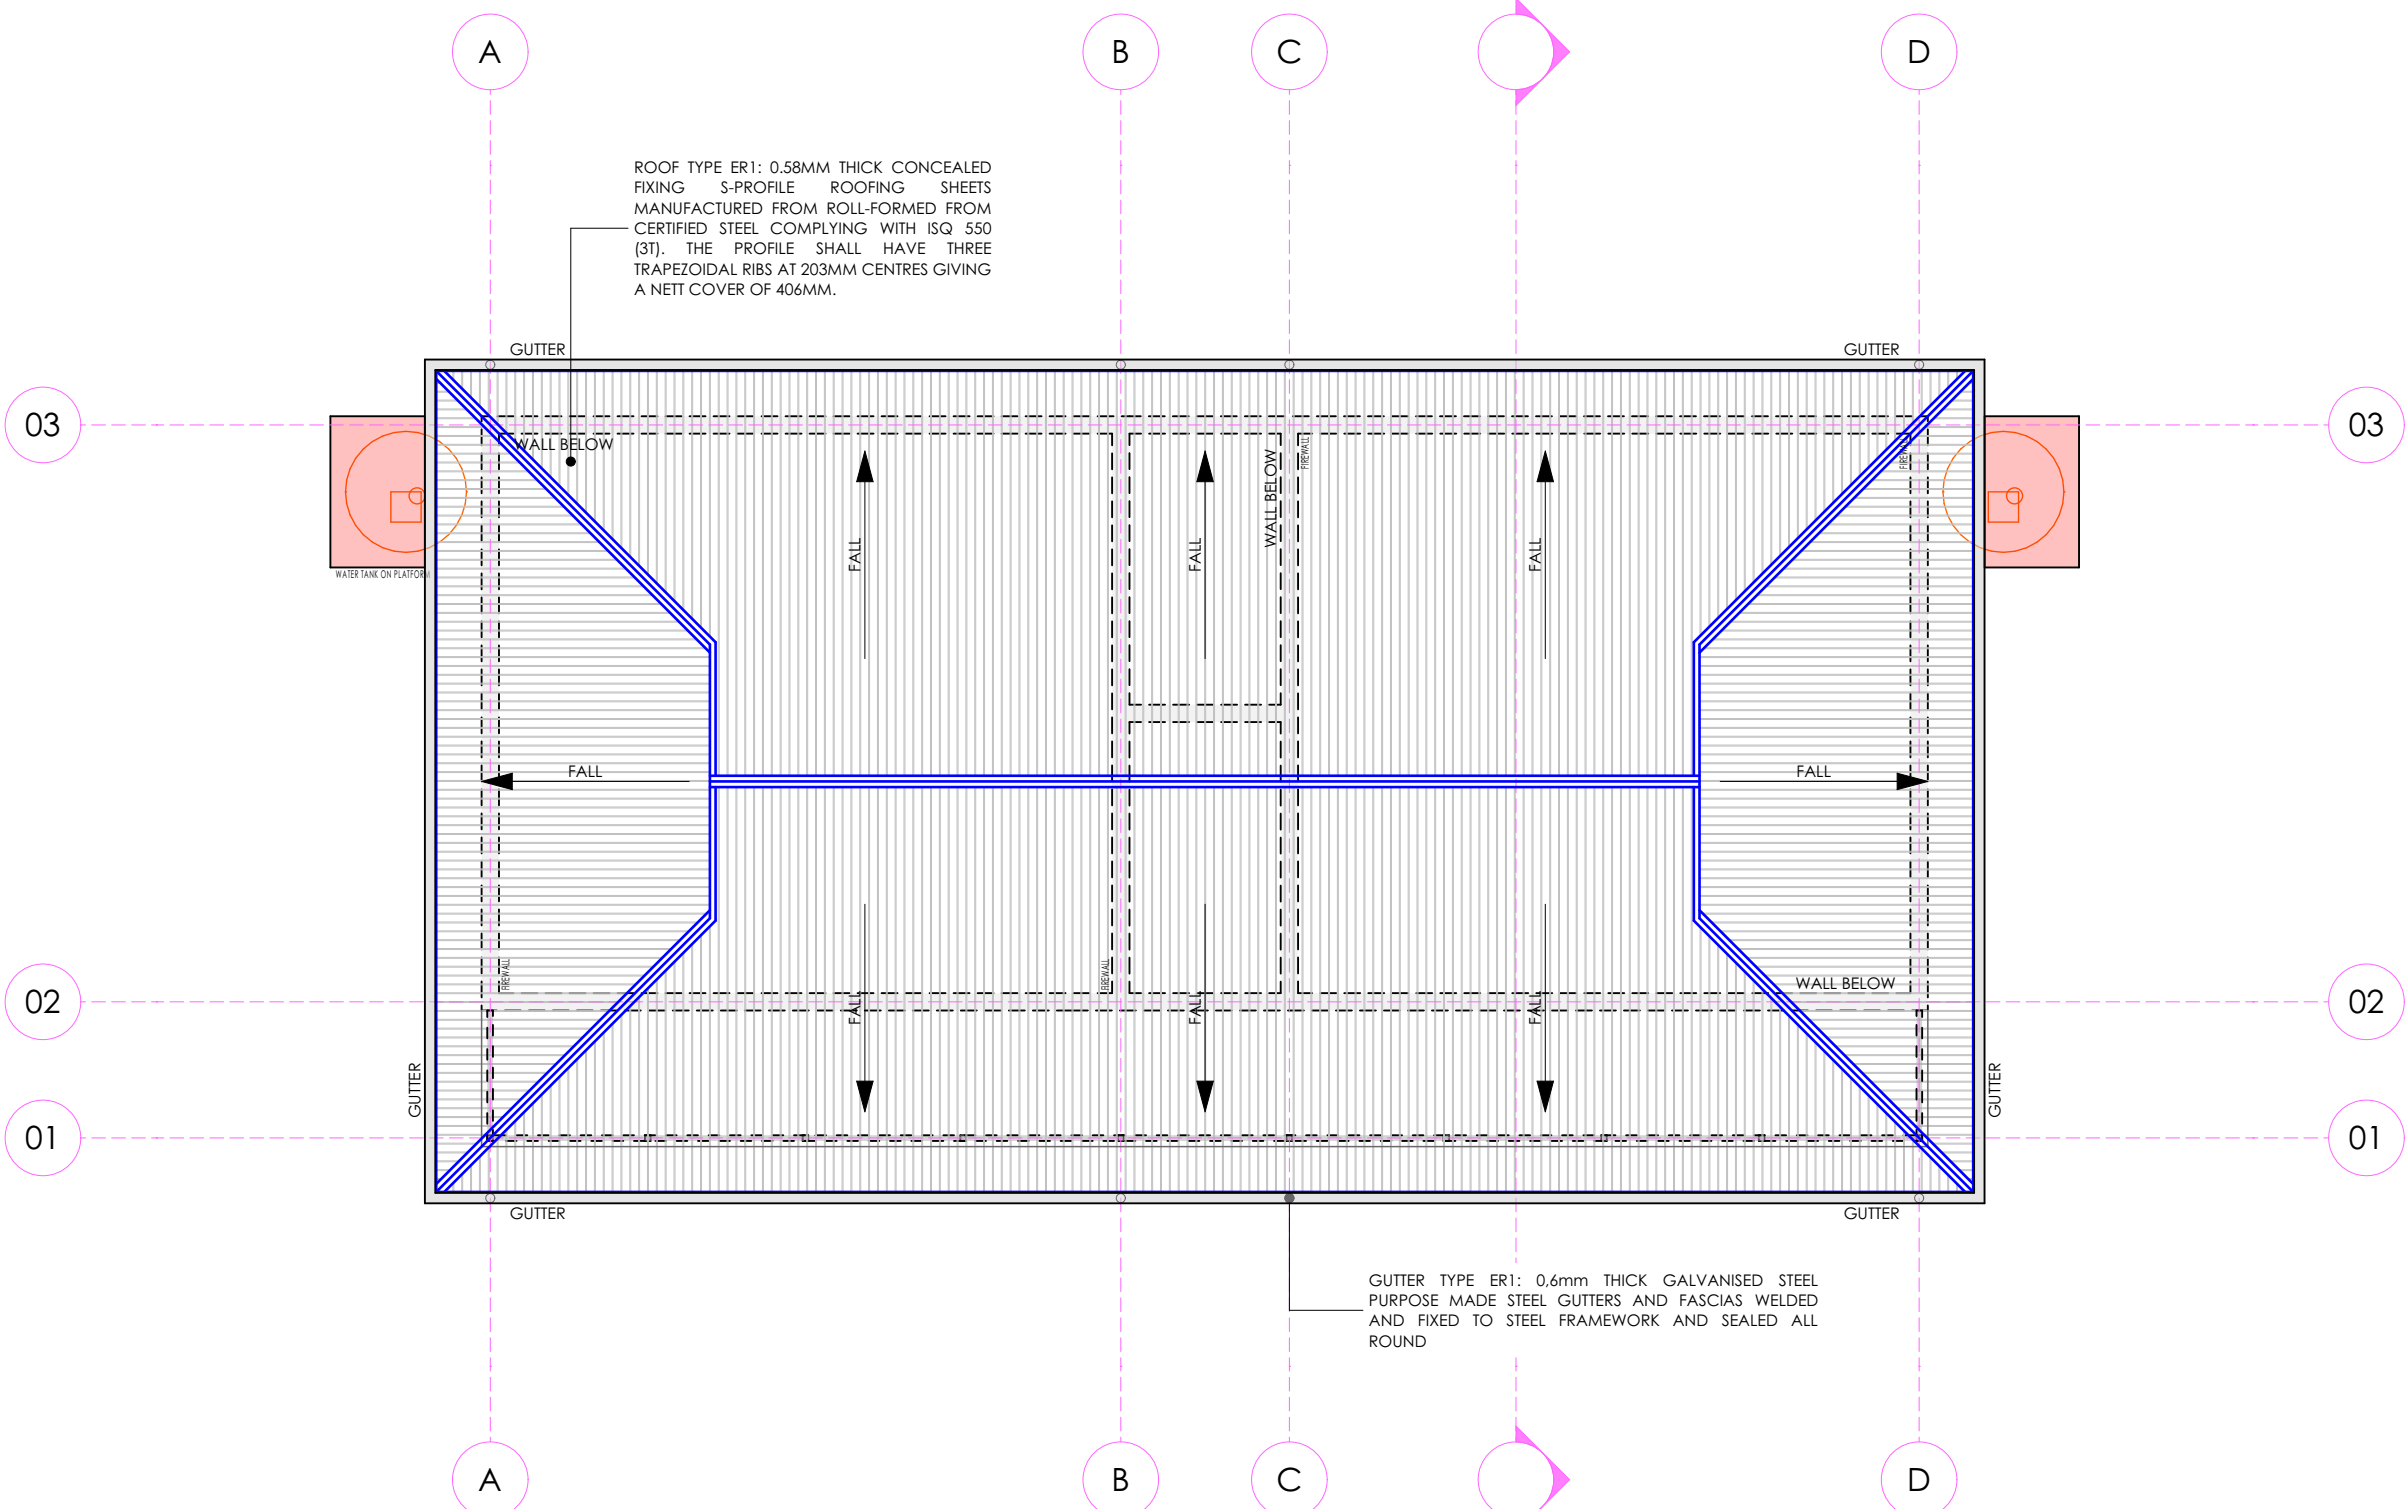 A
B
C
D
ROOF TYPE ER1: 0.58MM THICK CONCEALED
FIXING S-PROFILE ROOFING SHEETS
MANUFACTURED FROM ROLL-FORMED FROM
CERTIFIED STEEL COMPLYING WITH ISQ 550
(3T). THE PROFILE SHALL HAVE THREE
TRAPEZOIDAL RIBS AT 203MM CENTRES GIVING
A NETT COVER OF 406MM.
GUTTER
GUTTER
03
03
WALL BELOW
WALL BELOW
FIREWALL
FIREWALL
FALL
FALL
FALL
WATER TANK ON PLATFORM
FALL
FALL
FIREWALL
FIREWALL
WALL BELOW
02
02
FALL
FALL
FALL
GUTTER
GUTTER
01
01
GUTTER
GUTTER
GUTTER TYPE ER1: 0,6mm THICK GALVANISED STEEL
PURPOSE MADE STEEL GUTTERS AND FASCIAS WELDED
AND FIXED TO STEEL FRAMEWORK AND SEALED ALL
ROUND
A
B
C
D